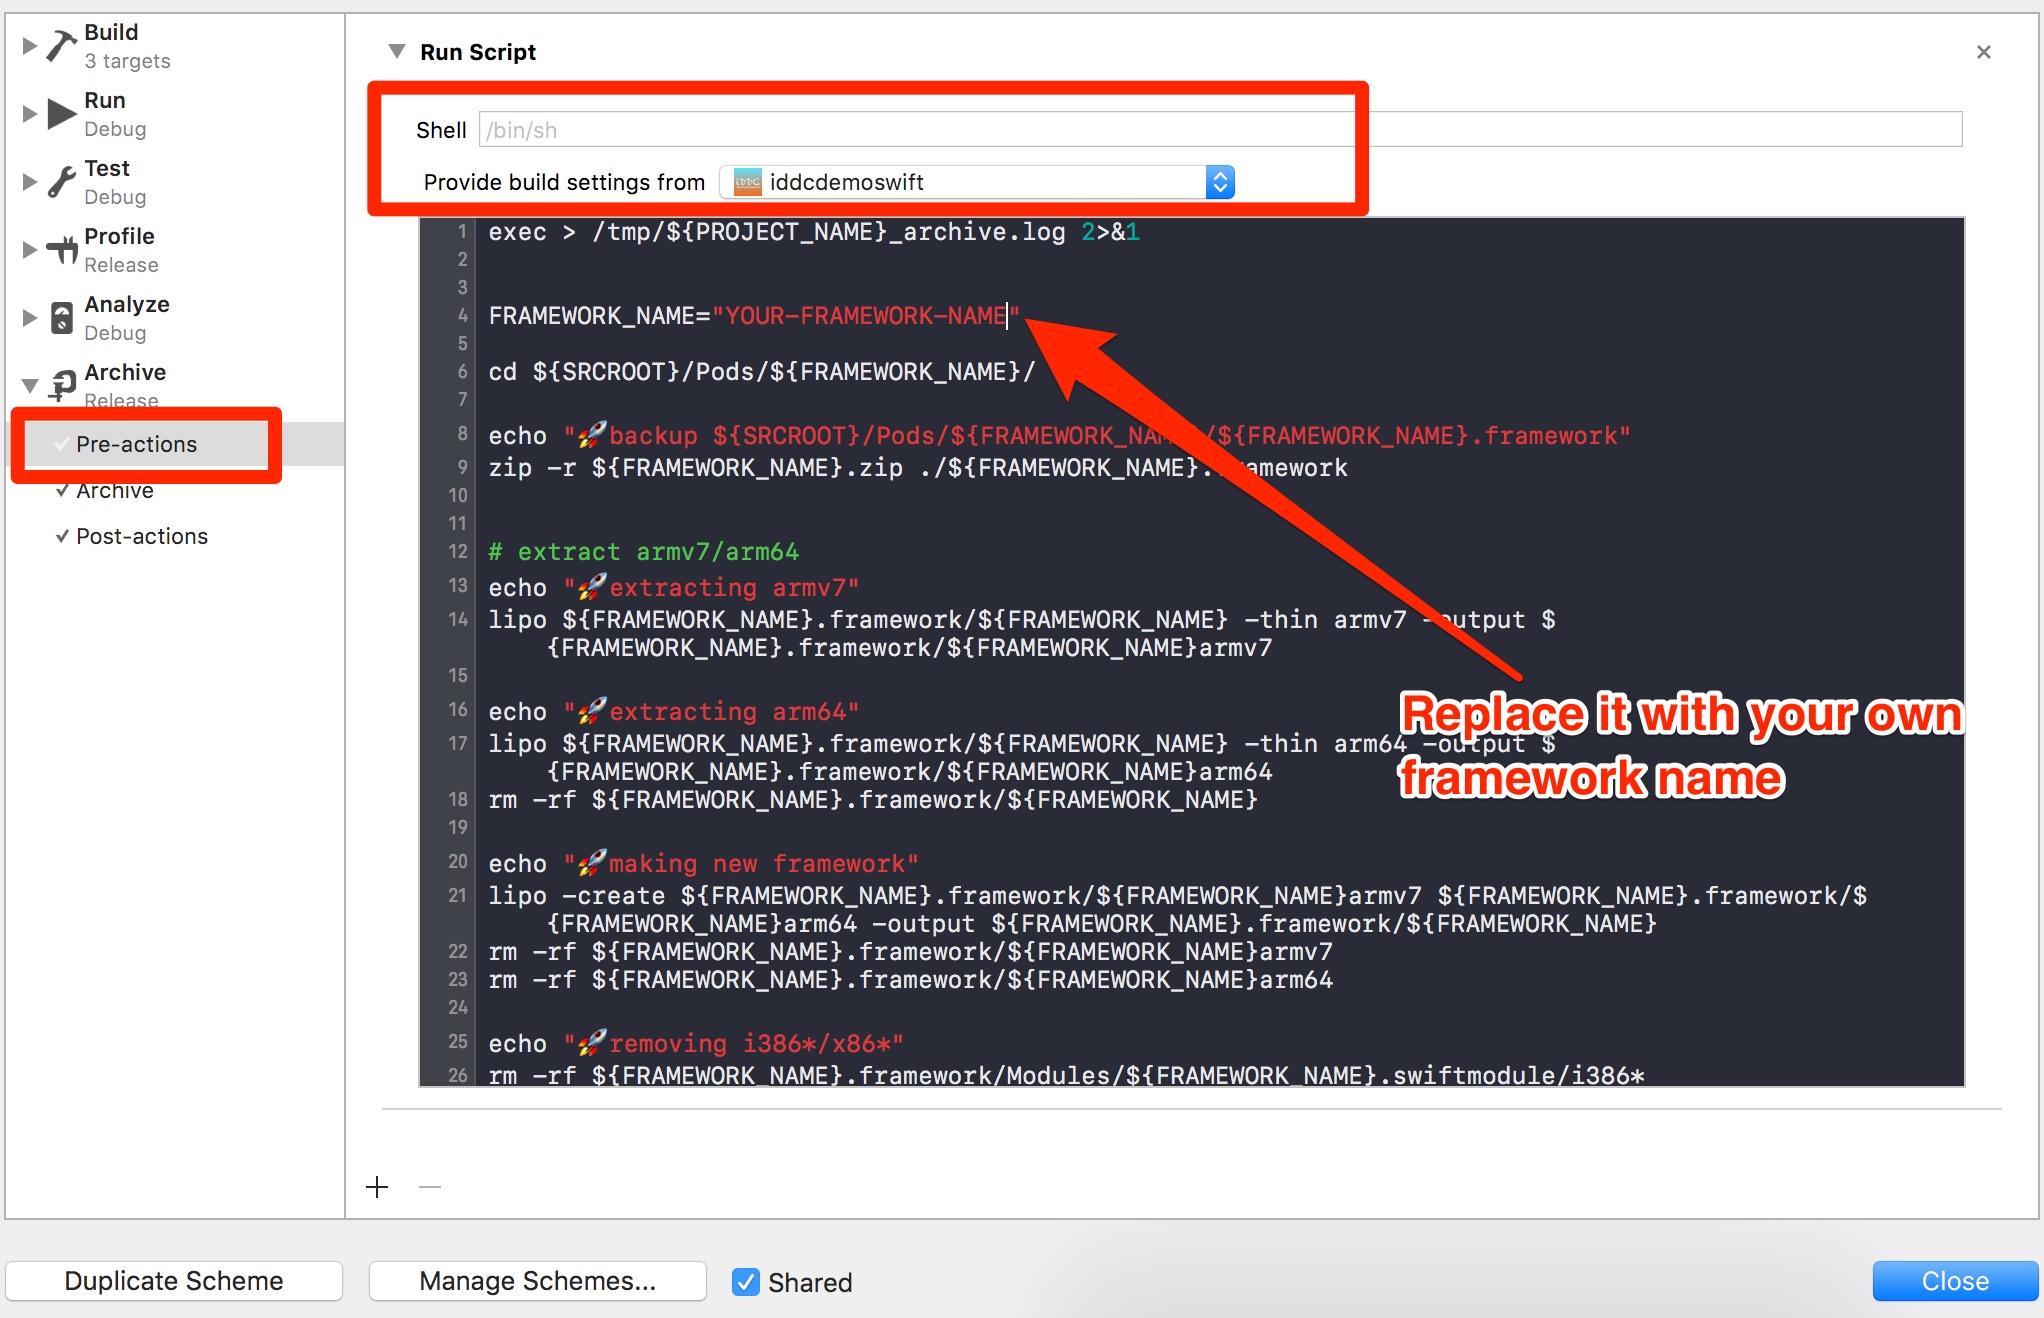 Build
3 targets
Run
Debug
Test
Debug
Profile
Release
Analyze
Debug
Archive
Release
Pre-actions
Archive
Post-actions
Run Script
Shell /bin/sh
Provide build settings from iDDC iddcdemoswift
1 exec > /tmp/${PROJECT_NAME}_archive.log 2>&1
2
3
4 FRAMEWORK_NAME="YOUR-FRAMEWORK-NAME"
5
6 cd ${SRCROOT}/Pods/${FRAMEWORK_NAME}/
7
8 echo "🚀backup ${SRCROOT}/Pods/${FRAMEWORK_NAME}/${FRAMEWORK_NAME}.framework"
9 zip -r ${FRAMEWORK_NAME}.zip ./${FRAMEWORK_NAME}.framework
10
11
12 # extract armv7/arm64
13 echo "🚀extracting armv7"
14 lipo ${FRAMEWORK_NAME}.framework/${FRAMEWORK_NAME} -thin armv7 -output $
{FRAMEWORK_NAME}.framework/${FRAMEWORK_NAME}armv7
15
16 echo "🚀extracting arm64"
17 lipo ${FRAMEWORK_NAME}.framework/${FRAMEWORK_NAME} -thin arm64 -output $
{FRAMEWORK_NAME}.framework/${FRAMEWORK_NAME}arm64
18 rm -rf ${FRAMEWORK_NAME}.framework/${FRAMEWORK_NAME}
19
20 echo "🚀making new framework"
21 lipo -create ${FRAMEWORK_NAME}.framework/${FRAMEWORK_NAME}armv7 ${FRAMEWORK_NAME}.framework/$
{FRAMEWORK_NAME}arm64 -output ${FRAMEWORK_NAME}.framework/${FRAMEWORK_NAME}
22 rm -rf ${FRAMEWORK_NAME}.framework/${FRAMEWORK_NAME}armv7
23 rm -rf ${FRAMEWORK_NAME}.framework/${FRAMEWORK_NAME}arm64
24
25 echo "🚀removing i386*/x86*"
26 rm -rf ${FRAMEWORK_NAME}.framework/Modules/${FRAMEWORK_NAME}.swiftmodule/i386*
Replace it with your own
framework name
Duplicate Scheme
Manage Schemes...
Shared
Close